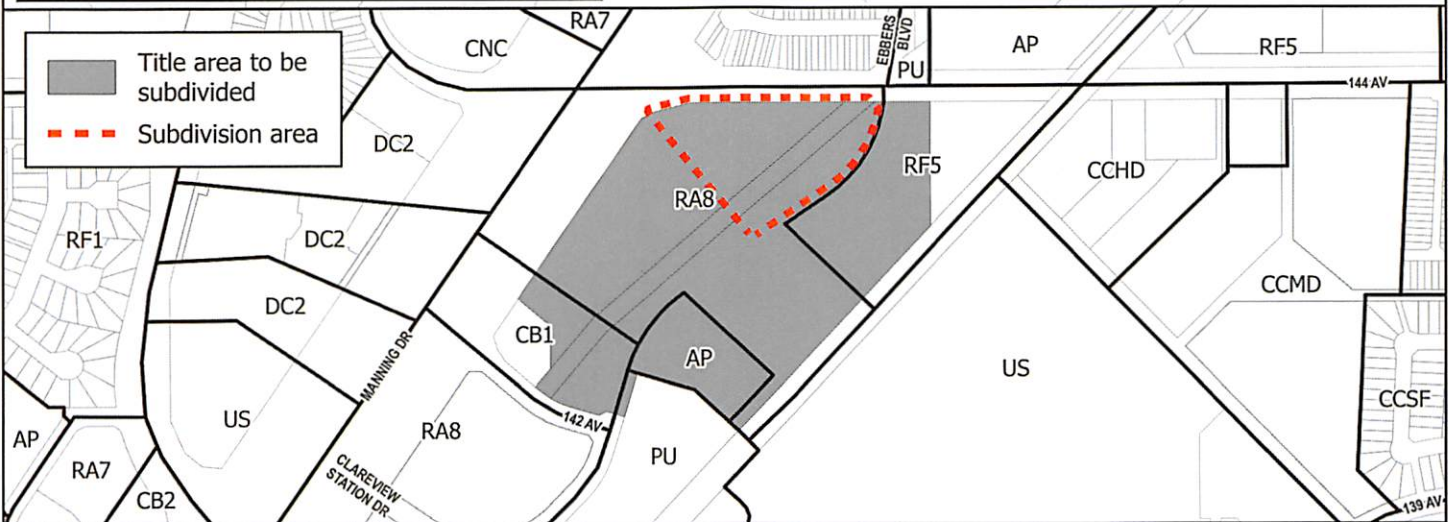 Title area to be
subdivided
Subdivision area
RA7
CNC
EBBERS
BLVD
PU
AP
RF5
144 AV
DC2
RA8
RF5
CCHD
RF1
DC2
DC2
CB1
MANNING DR
AP
US
CCMD
US
142 AV
RA8
CLAREVIEW
STATION DR
PU
CCSF
AP
RA7
CB2
139 AV